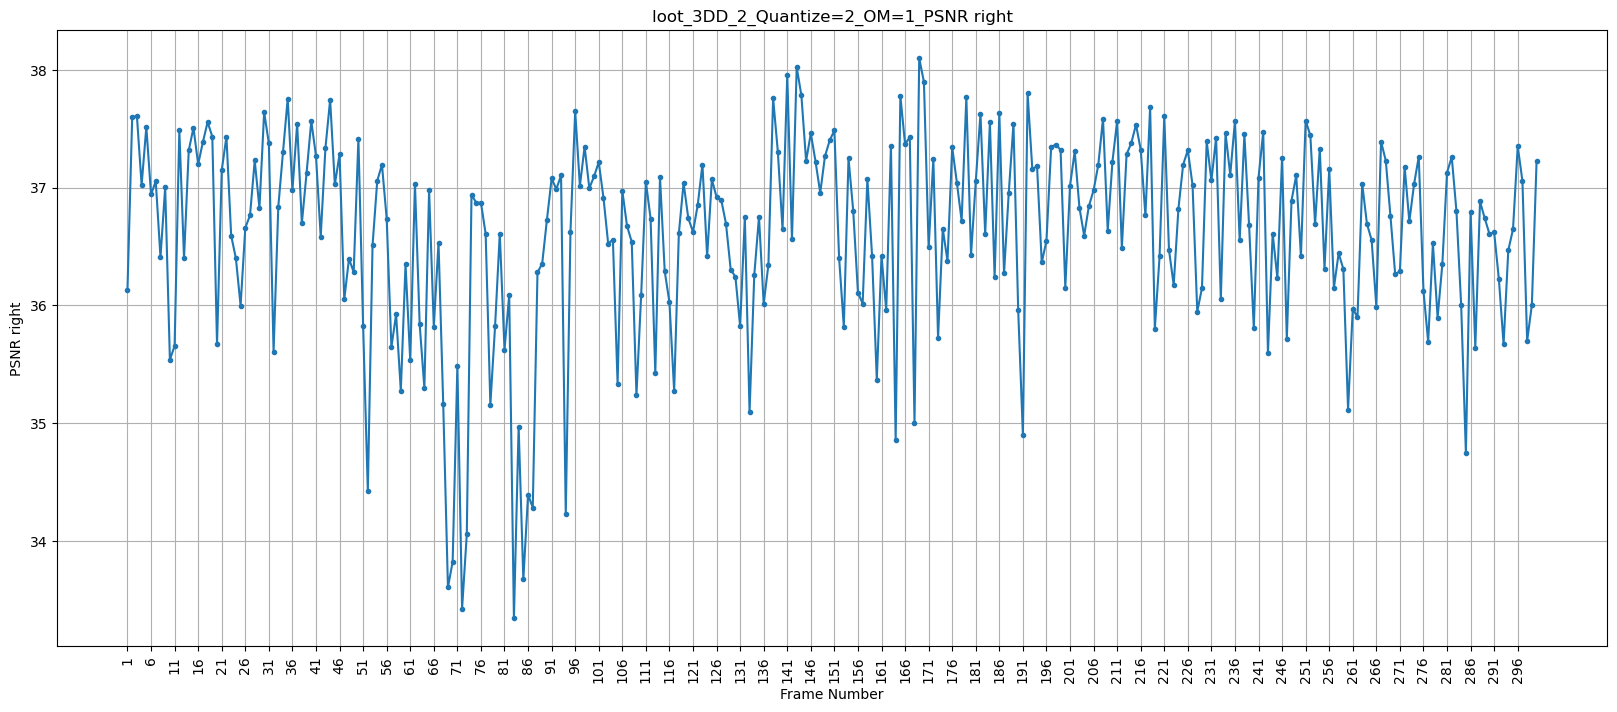 loot_3DD_2_Quantize=2_OM=1_PSNR right
38
37
36
35
34
PSNR right
1 6 11 16 21 26 31 36 41 46 51 56 61 66 71 76 81 86 91 96 101 106 111 116 121 126 131 136 141 146 151 156 161 166 171 176 181 186 191 196 201 206 211 216 221 226 231 236 241 246 251 256 261 266 271 276 281 286 291 296
Frame Number